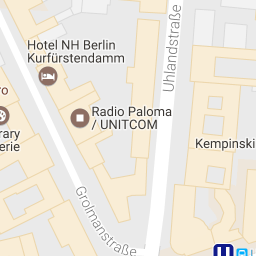 Hotel NH Berlin
Kurfürstendamm
Uhlandstraße
Radio Paloma
/ UNITCOM
Kempinski
Grolmanstraße
U